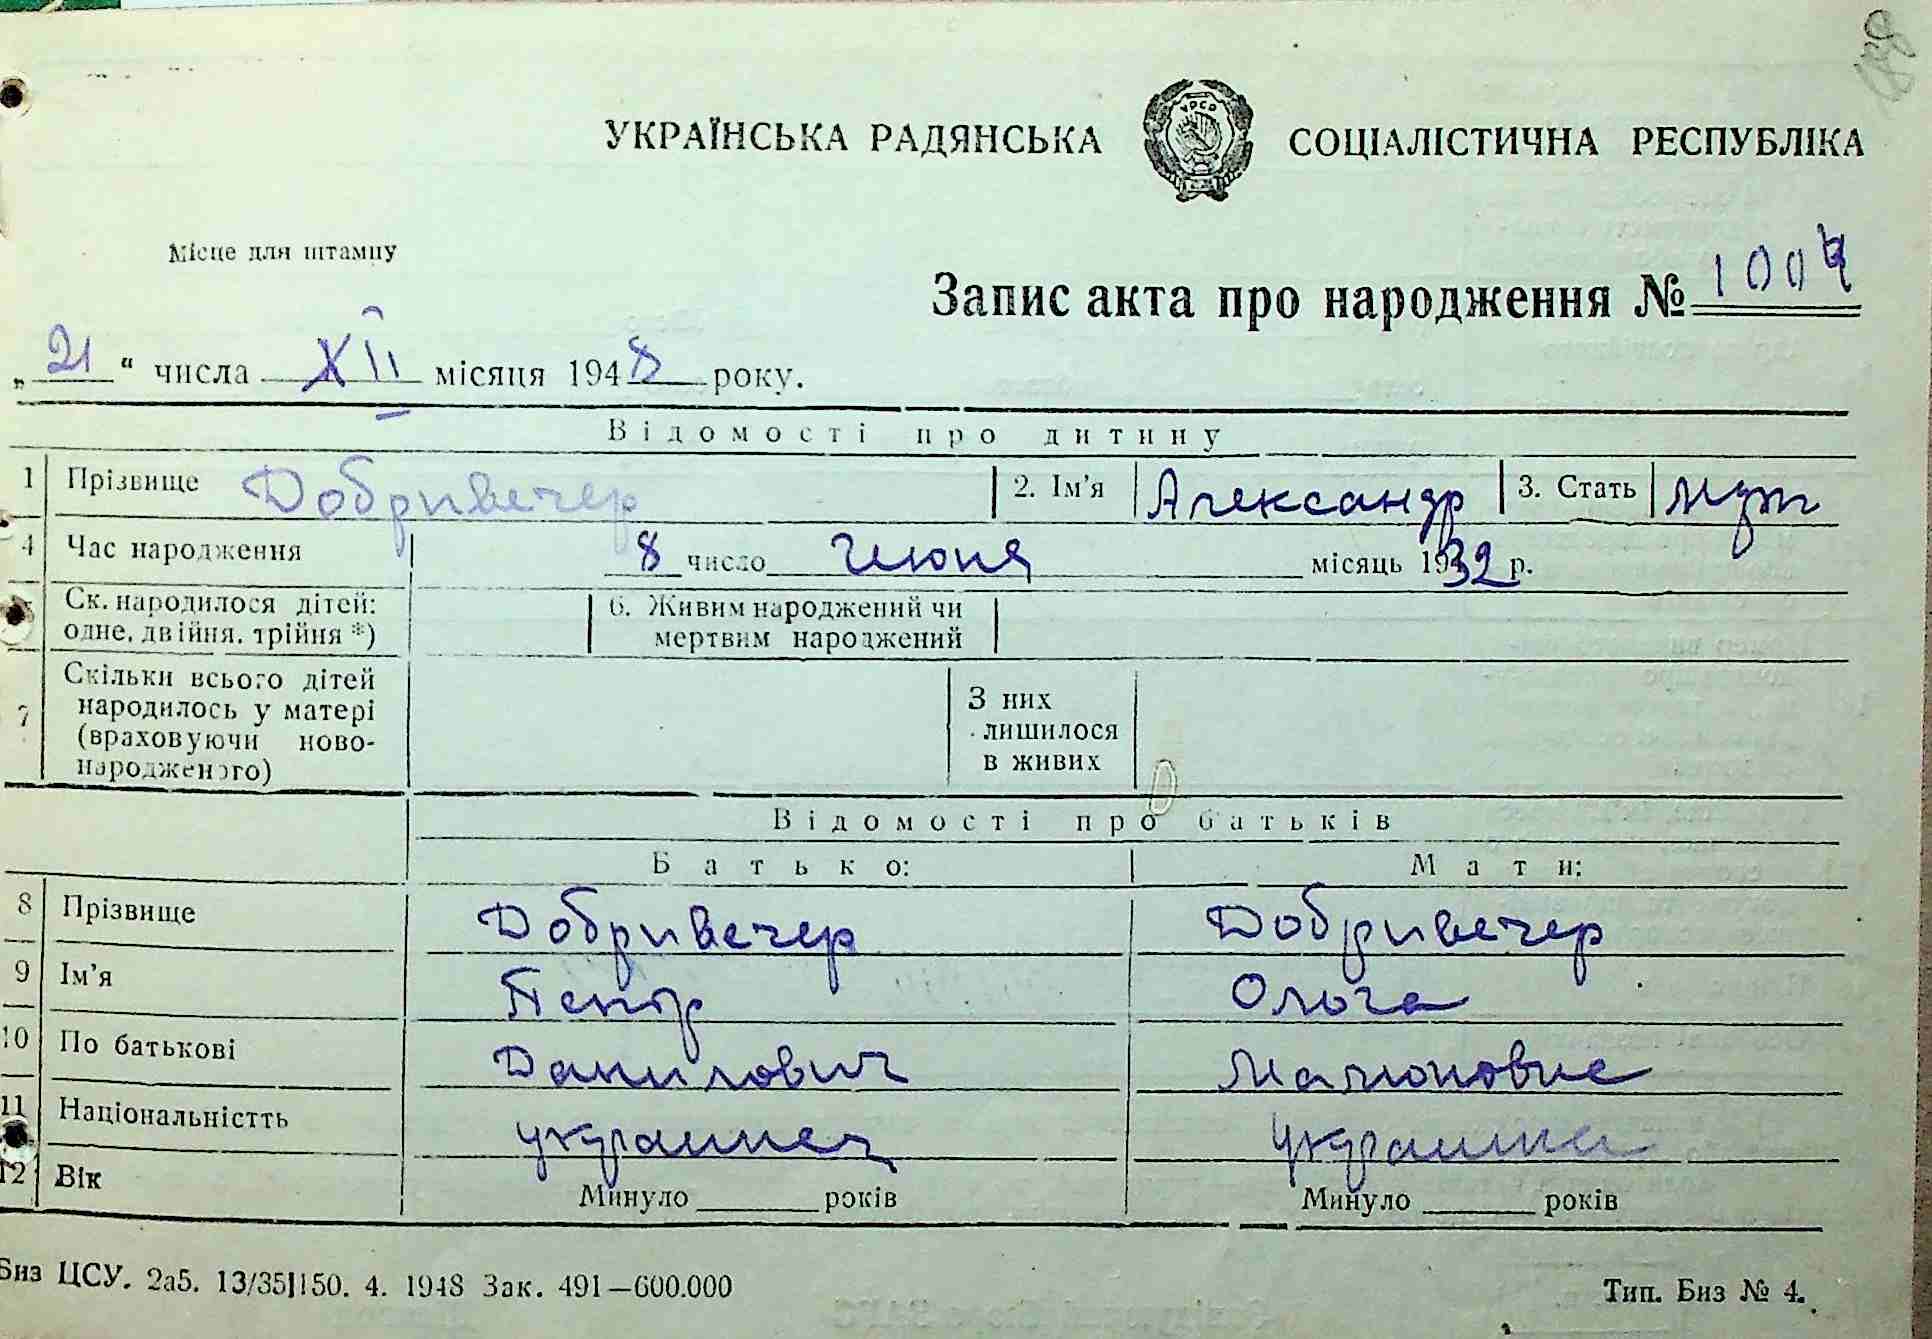 УКРАЇНСЬКА РАДЯНСЬКА СОЦІАЛІСТИЧНА РЕСПУБЛІКА
УРСР
Місце для штампу
Запис акта про народження № 1004
„21“ числа XII місяця 1948 року.
Відомості про дитину
1 Прізвище Добривечер 2. Ім'я Александр 3. Стать муж
4 Час народження 8 число Июня місяць 1932 р.
Ск. народилося дітей: одне, двійня, трійня *) 6. Живим народжений чи мертвим народжений
7 Скільки всього дітей народилось у матері (враховуючи новонародженого) З них лишилося в живих
Відомості про батьків
Батько: Мати:
8 Прізвище Добривечер Добривечер
9 Ім'я Петр Ольга
10 По батькові Данилович
11 Національністть украинец украинка
12 Вік Минуло років Минуло років
Биз ЦСУ. 2а5. 13/35|150. 4. 1948 Зак. 491—600.000 Тип. Биз № 4.